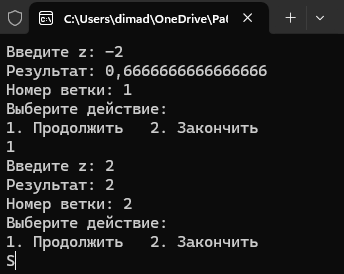 C:\Users\dimad\OneDrive\Рав
Введите z: -2
Результат: 0,6666666666666666
Номер ветки: 1
Выберите действие:
1. Продолжить   2. Закончить
1
Введите z: 2
Результат: 2
Номер ветки: 2
Выберите действие:
1. Продолжить   2. Закончить
S